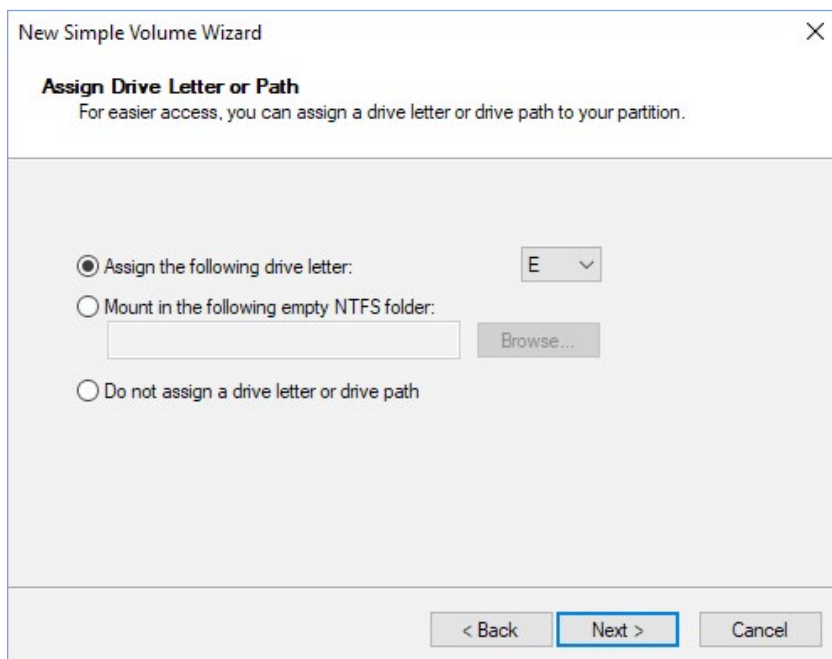 New Simple Volume Wizard
Assign Drive Letter or Path
For easier access, you can assign a drive letter or drive path to your partition.
Assign the following drive letter: E
Mount in the following empty NTFS folder:
Browse...
Do not assign a drive letter or drive path
< Back Next > Cancel